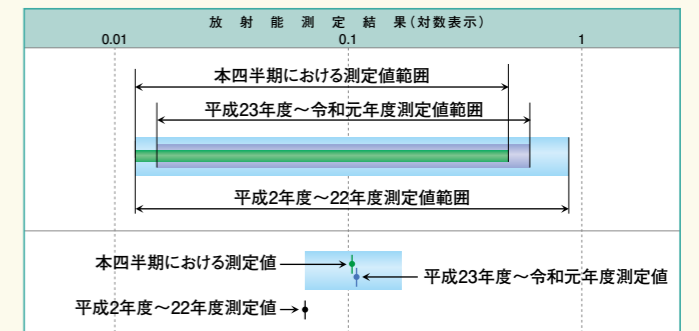 放射能測定結果(対数表示)
0.01 0.1 1
本四半期における測定値範囲
平成23年度～令和元年度測定値範囲
平成2年度～22年度測定値範囲
本四半期における測定値
平成23年度～令和元年度測定値
平成2年度～22年度測定値